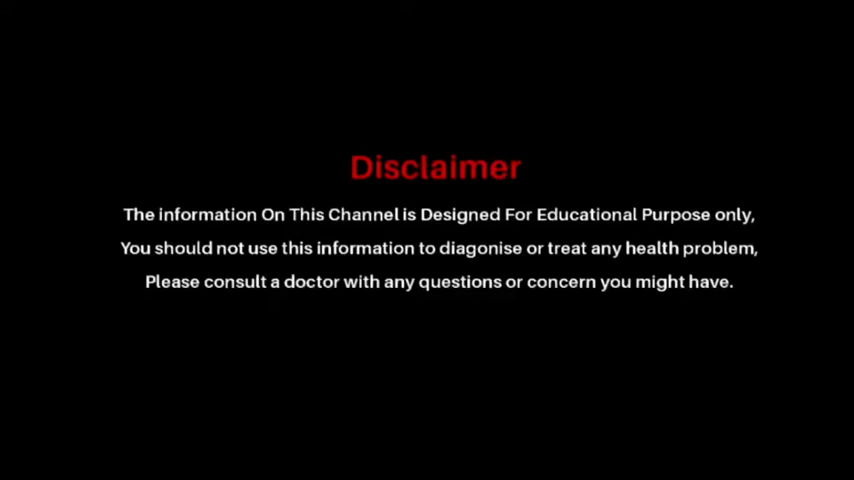 Disclaimer
The information On This Channel is Designed For Educational Purpose only,
You should not use this information to diagonise or treat any health problem,
Please consult a doctor with any questions or concern you might have.